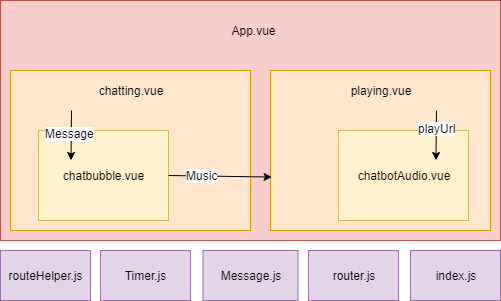 App.vue
chatting.vue
playing.vue
Message
playUrl
chatbubble.vue
Music
chatbotAudio.vue
routeHelper.js
Timer.js
Message.js
router.js
index.js